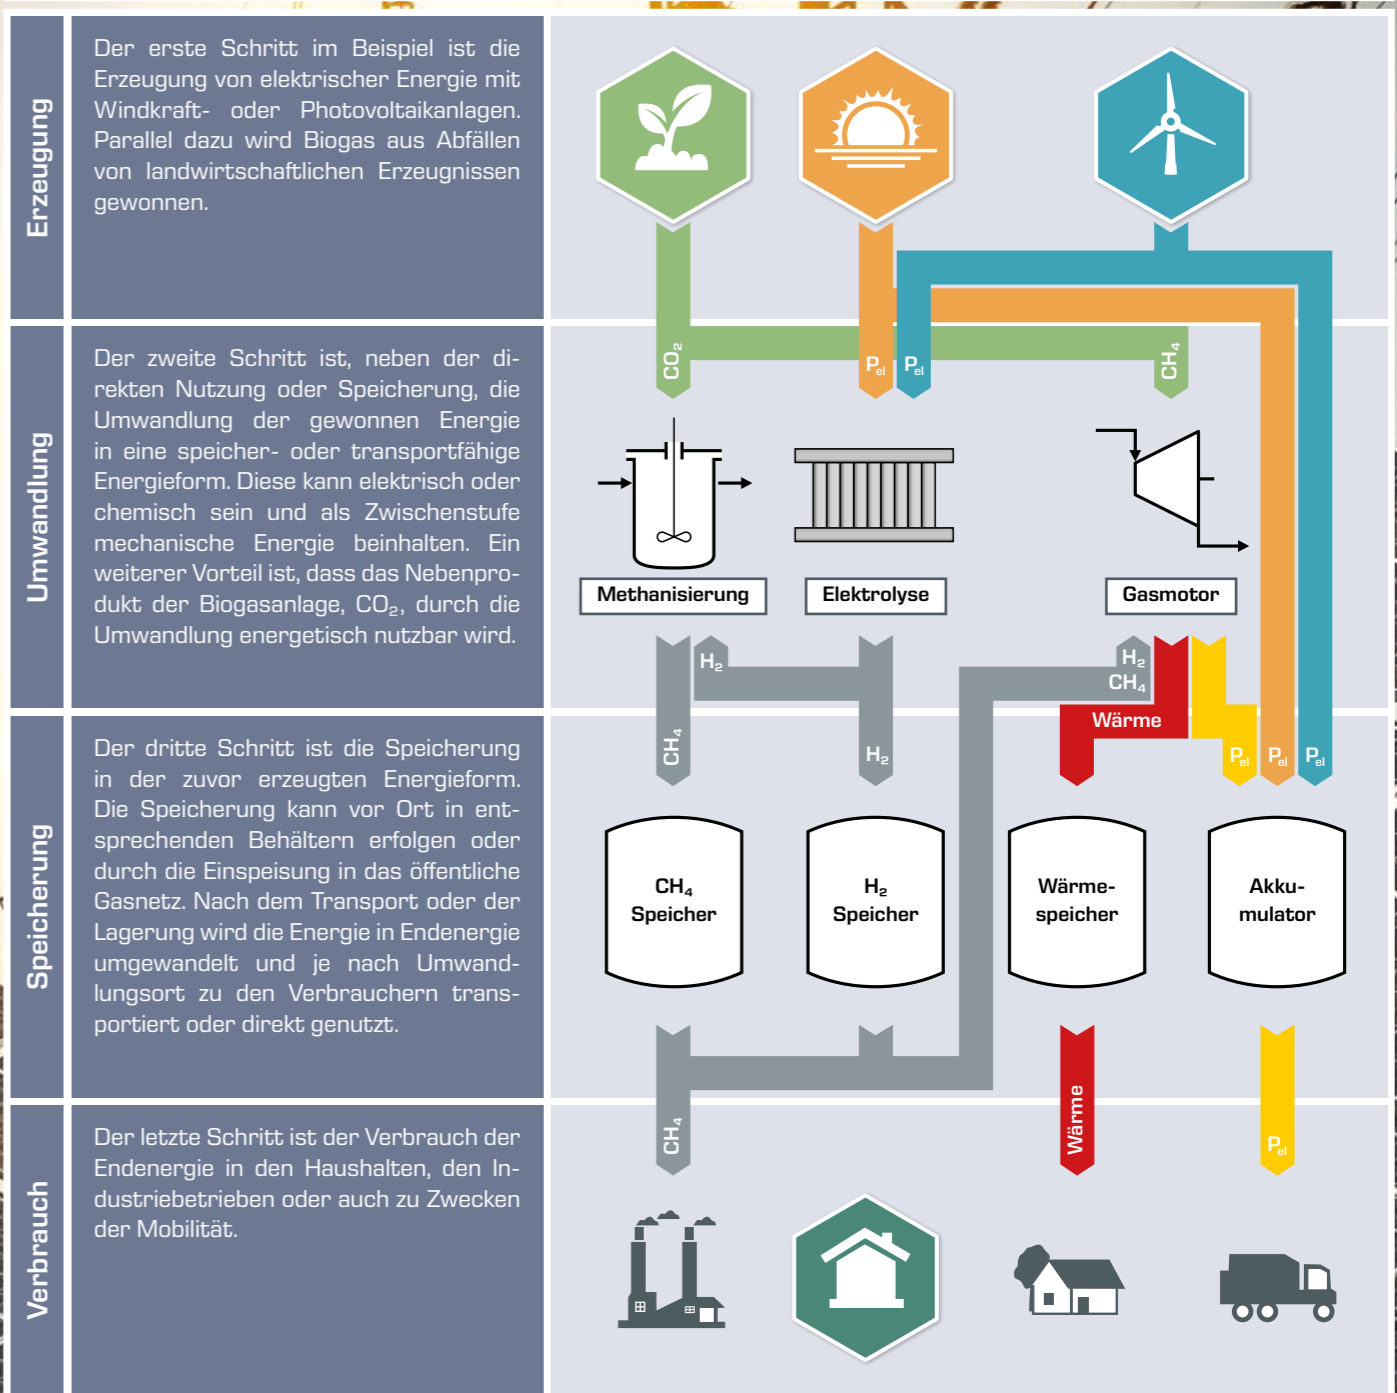 Erzeugung
Der erste Schritt im Beispiel ist die
Erzeugung von elektrischer Energie mit
Windkraft- oder Photovoltaikanlagen.
Parallel dazu wird Biogas aus Abfällen
von landwirtschaftlichen Erzeugnissen
gewonnen.
Umwandlung
Der zweite Schritt ist, neben der di-
rekten Nutzung oder Speicherung, die
Umwandlung der gewonnen Energie
in eine speicher- oder transportfähige
Energieform. Diese kann elektrisch oder
chemisch sein und als Zwischenstufe
mechanische Energie beinhalten. Ein
weiterer Vorteil ist, dass das Nebenpro-
dukt der Biogasanlage, CO₂, durch die
Umwandlung energetisch nutzbar wird.
CO₂
Pel
Pel
CH₄
Methanisierung
Elektrolyse
Gasmotor
H₂
H₂
CH₄
Wärme
Speicherung
Der dritte Schritt ist die Speicherung
in der zuvor erzeugten Energieform.
Die Speicherung kann vor Ort in ent-
sprechenden Behältern erfolgen oder
durch die Einspeisung in das öffentliche
Gasnetz. Nach dem Transport oder der
Lagerung wird die Energie in Endenergie
umgewandelt und je nach Umwand-
lungsort zu den Verbrauchern trans-
portiert oder direkt genutzt.
CH₄
H₂
Pel
Pel
Pel
CH₄
Speicher
H₂
Speicher
Wärme-
speicher
Akku-
mulator
Verbrauch
Der letzte Schritt ist der Verbrauch der
Endenergie in den Haushalten, den In-
dustriebetrieben oder auch zu Zwecken
der Mobilität.
CH₄
Wärme
Pel